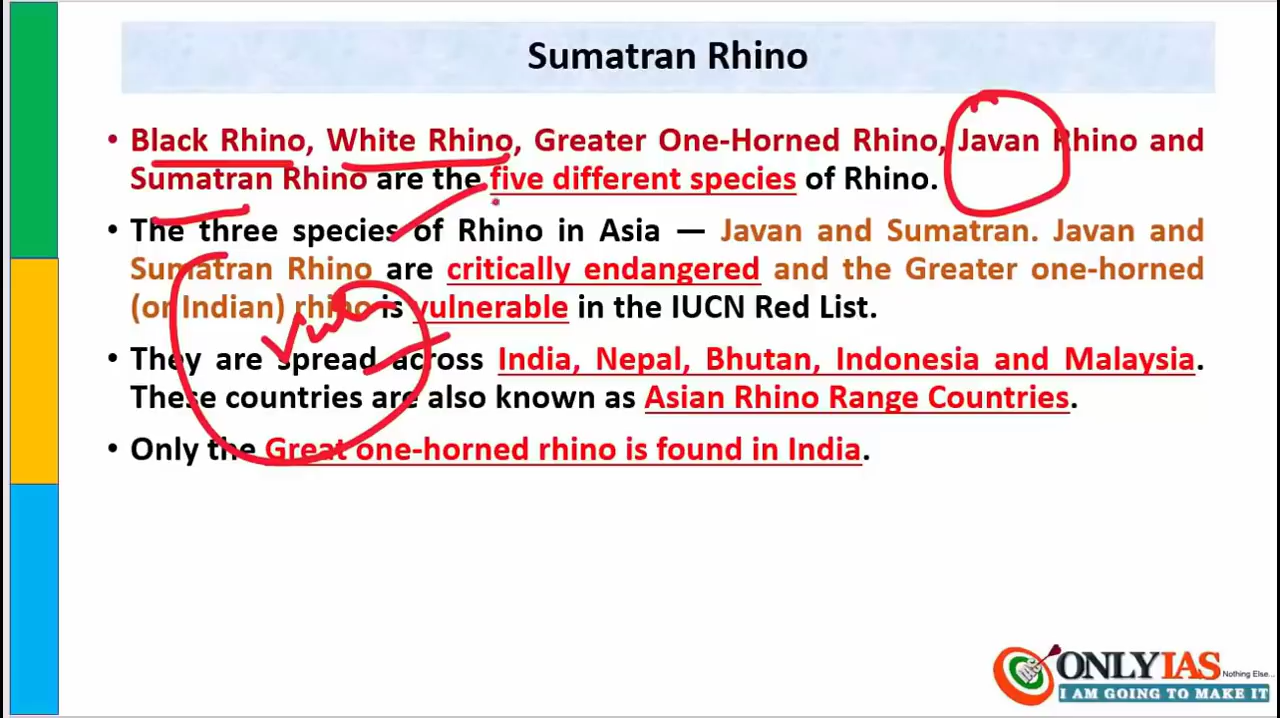 Sumatran Rhino
• Black Rhino, White Rhino, Greater One-Horned Rhino, Javan Rhino and
Sumatran Rhino are the five different species of Rhino.
• The three species of Rhino in Asia — Javan and Sumatran. Javan and
Sumatran Rhino are critically endangered and the Greater one-horned
(or Indian) rhino is vulnerable in the IUCN Red List.
• They are spread across India, Nepal, Bhutan, Indonesia and Malaysia.
These countries are also known as Asian Rhino Range Countries.
• Only the Great one-horned rhino is found in India.
ONLYIAS
Nothing Else...
I AM GOING TO MAKE IT